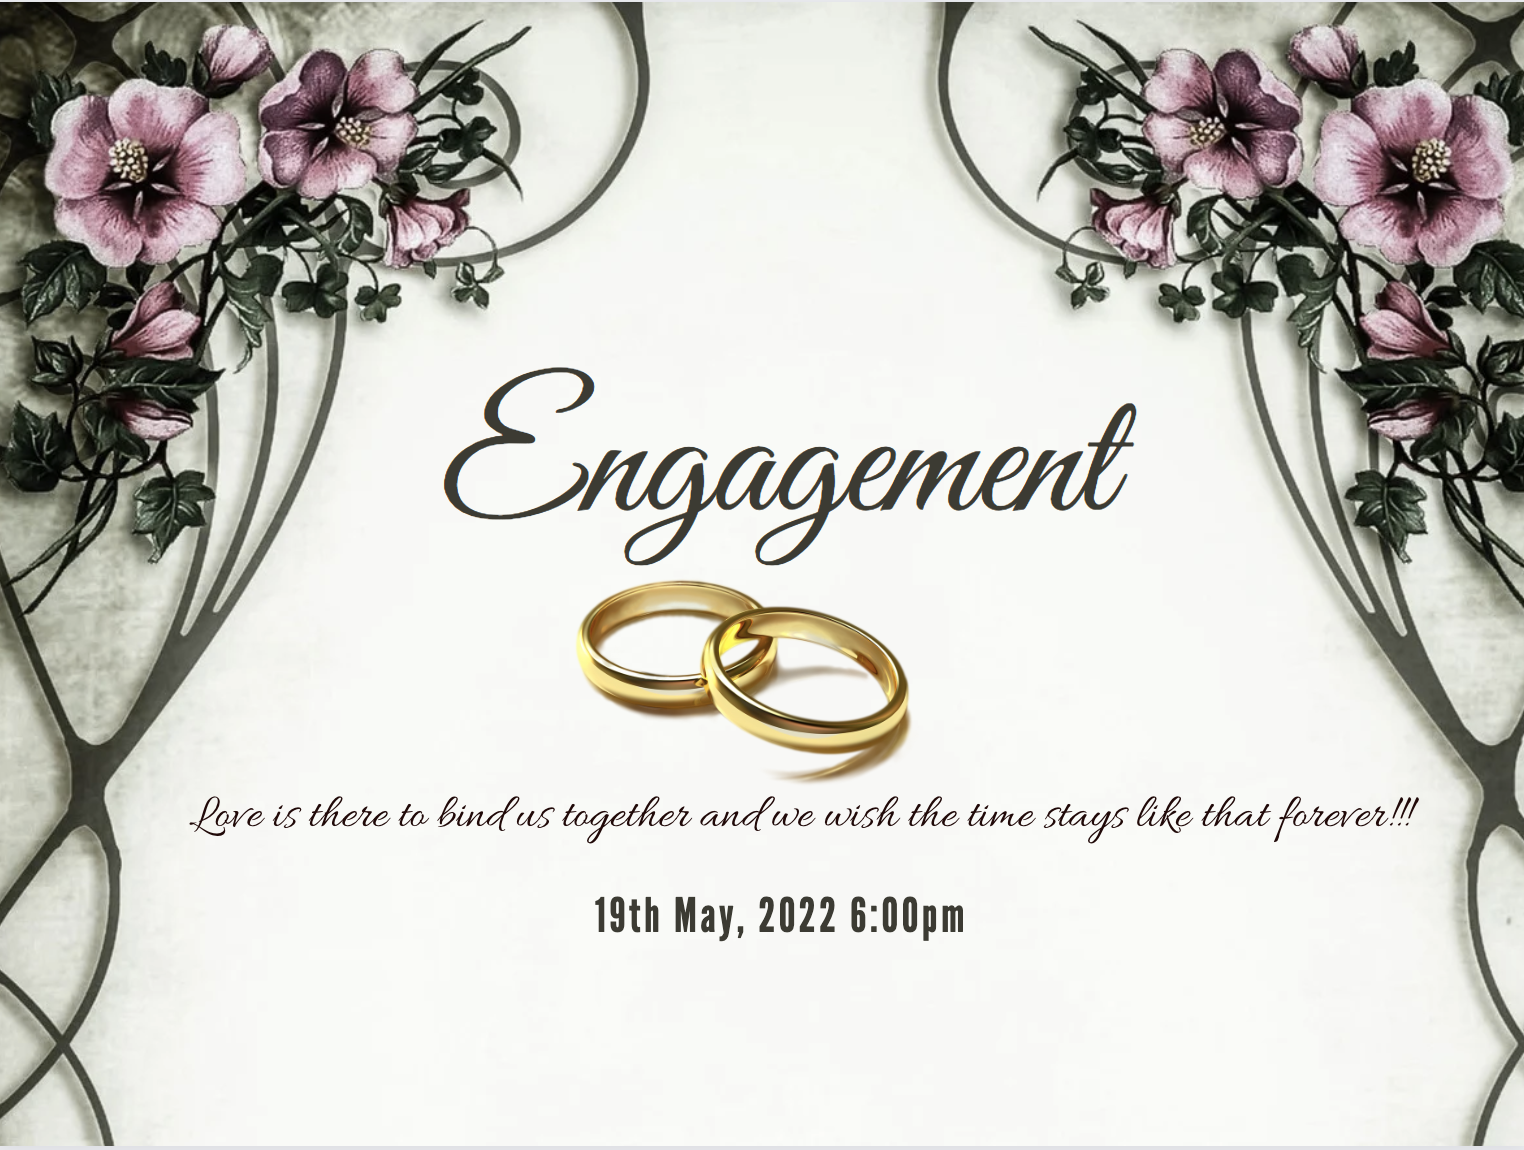 Engagement
Love is there to bind us together and we wish the time stays like that forever!!!
19th May, 2022 6:00pm